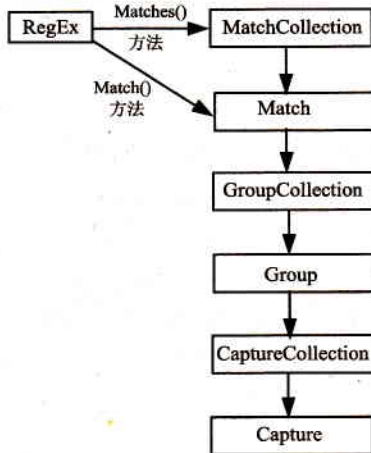 RegEx
Matches()
方法
MatchCollection
Match()
方法
Match
GroupCollection
Group
CaptureCollection
Capture